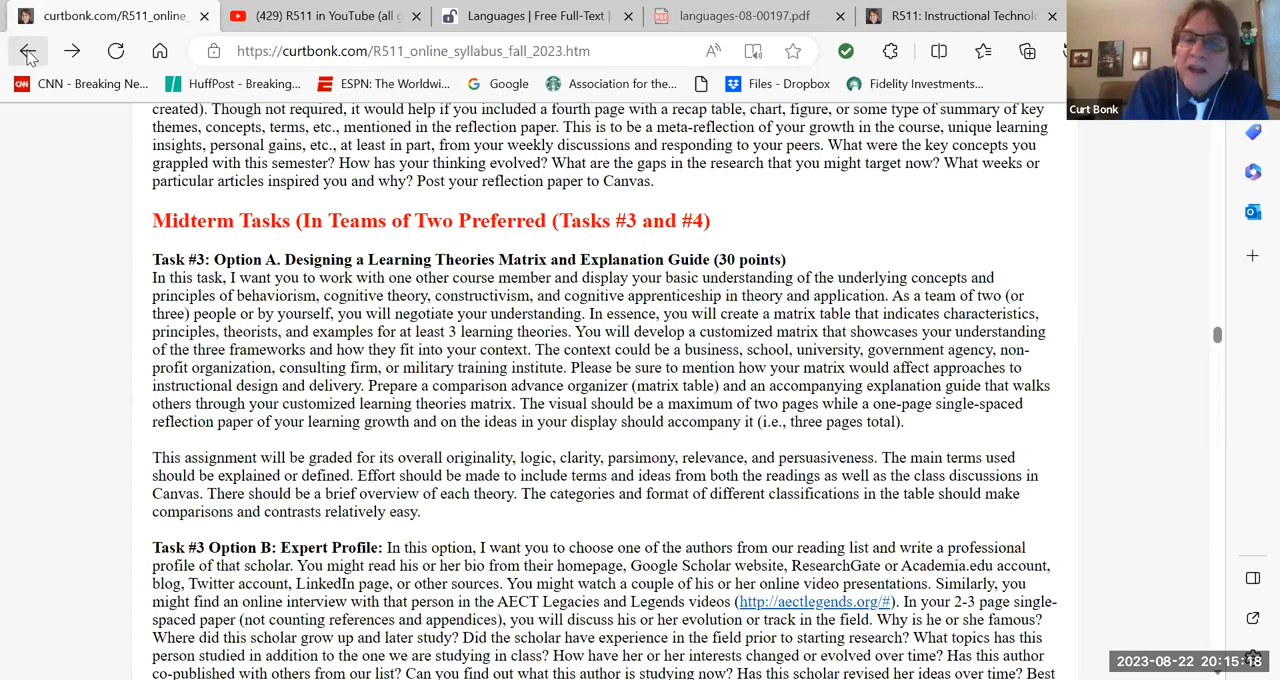 curtbonk.com/R511_online_
(429) R511 in YouTube (all
Languages | Free Full-Text |
languages-08-00197.pdf
R511: Instructional Technol
https://curtbonk.com/R511_online_syllabus_fall_2023.htm
CNN - Breaking Ne...
HuffPost - Breaking...
ESPN: The Worldwi...
Google
Association for the...
Files - Dropbox
Fidelity Investments...
Curt Bonk
created). Though not required, it would help if you included a fourth page with a recap table, chart, figure, or some type of summary of key
themes, concepts, terms, etc., mentioned in the reflection paper. This is to be a meta-reflection of your growth in the course, unique learning
insights, personal gains, etc., at least in part, from your weekly discussions and responding to your peers. What were the key concepts you
grappled with this semester? How has your thinking evolved? What are the gaps in the research that you might target now? What weeks or
particular articles inspired you and why? Post your reflection paper to Canvas.
Midterm Tasks (In Teams of Two Preferred (Tasks #3 and #4)
Task #3: Option A. Designing a Learning Theories Matrix and Explanation Guide (30 points)
In this task, I want you to work with one other course member and display your basic understanding of the underlying concepts and
principles of behaviorism, cognitive theory, constructivism, and cognitive apprenticeship in theory and application. As a team of two (or
three) people or by yourself, you will negotiate your understanding. In essence, you will create a matrix table that indicates characteristics,
principles, theorists, and examples for at least 3 learning theories. You will develop a customized matrix that showcases your understanding
of the three frameworks and how they fit into your context. The context could be a business, school, university, government agency, non-
profit organization, consulting firm, or military training institute. Please be sure to mention how your matrix would affect approaches to
instructional design and delivery. Prepare a comparison advance organizer (matrix table) and an accompanying explanation guide that walks
others through your customized learning theories matrix. The visual should be a maximum of two pages while a one-page single-spaced
reflection paper of your learning growth and on the ideas in your display should accompany it (i.e., three pages total).
This assignment will be graded for its overall originality, logic, clarity, parsimony, relevance, and persuasiveness. The main terms used
should be explained or defined. Effort should be made to include terms and ideas from both the readings as well as the class discussions in
Canvas. There should be a brief overview of each theory. The categories and format of different classifications in the table should make
comparisons and contrasts relatively easy.
Task #3 Option B: Expert Profile: In this option, I want you to choose one of the authors from our reading list and write a professional
profile of that scholar. You might read his or her bio from their homepage, Google Scholar website, ResearchGate or Academia.edu account,
blog, Twitter account, LinkedIn page, or other sources. You might watch a couple of his or her online video presentations. Similarly, you
might find an online interview with that person in the AECT Legacies and Legends videos (http://aectlegends.org/#). In your 2-3 page single-
spaced paper (not counting references and appendices), you will discuss his or her evolution or track in the field. Why is he or she famous?
Where did this scholar grow up and later study? Did the scholar have experience in the field prior to starting research? What topics has this
person studied in addition to the one we are studying in class? How have her or her interests changed or evolved over time? Has this author
co-published with others from our list? Can you find out what this author is studying now? Has this scholar revised her ideas over time? Best
2023-08-22 20:15:18